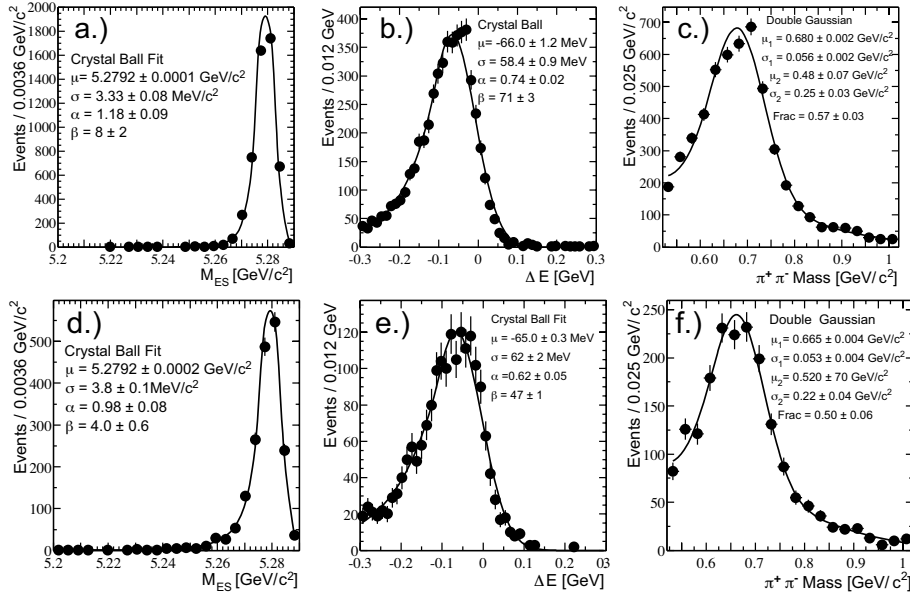 a.)
Crystal Ball Fit
μ = 5.2792 ± 0.0001 GeV/c²
σ = 3.33 ± 0.08 MeV/c²
α = 1.18 ± 0.09
β = 8 ± 2
Events / 0.0036 GeV/c²
2000
1800
1600
1400
1200
1000
800
600
400
200
0
5.2 5.22 5.24 5.26 5.28
M_ES [GeV/c²]
b.)
Crystal Ball
μ = -66.0 ± 1.2 MeV
σ = 58.4 ± 0.9 MeV
α = 0.74 ± 0.02
β = 71 ± 3
Events / 0.012 GeV
400
350
300
250
200
150
100
50
0
-0.3 -0.2 -0.1 0 0.1 0.2 0.3
Δ E [GeV]
c.)
Double Gaussian
μ₁ = 0.680 ± 0.002 GeV/c²
σ₁ = 0.056 ± 0.002 GeV/c²
μ₂ = 0.48 ± 0.07 GeV/c²
σ₂ = 0.25 ± 0.03 GeV/c²
Frac = 0.57 ± 0.03
Events / 0.025 GeV/c²
700
600
500
400
300
200
100
0
0.60 0.7 0.8 0.9 1
π⁺ π⁻ Mass [GeV/c²]
d.)
Crystal Ball Fit
μ = 5.2792 ± 0.0002 GeV/c²
σ = 3.8 ± 0.1MeV/c²
α = 0.98 ± 0.08
β = 4.0 ± 0.6
Events / 0.0036 GeV/c²
500
400
300
200
100
0
5.2 5.22 5.24 5.26 5.28
M_ES [GeV/c²]
e.)
Crystal Ball Fit
μ = -65.0 ± 0.3 MeV
σ = 62 ± 2 MeV
α =0.62 ± 0.05
β = 47 ± 1
Events / 0.012 GeV
120
100
80
60
40
20
0
-0.3 -0.2 -0.1 0 0.1 0.2 0.3
Δ E [GeV]
f.)
Double Gaussian
μ₁ = 0.665 ± 0.004 GeV/c²
σ₁ = 0.053 ± 0.004 GeV/c²
μ₂ = 0.520 ± 70 GeV/c²
σ₂ = 0.22 ± 0.04 GeV/c²
Frac = 0.50 ± 0.06
Events / 0.025 GeV/c²
250
200
150
100
50
0
0.6 0.7 0.8 0.9 1
π⁺ π⁻ Mass [GeV/c²]